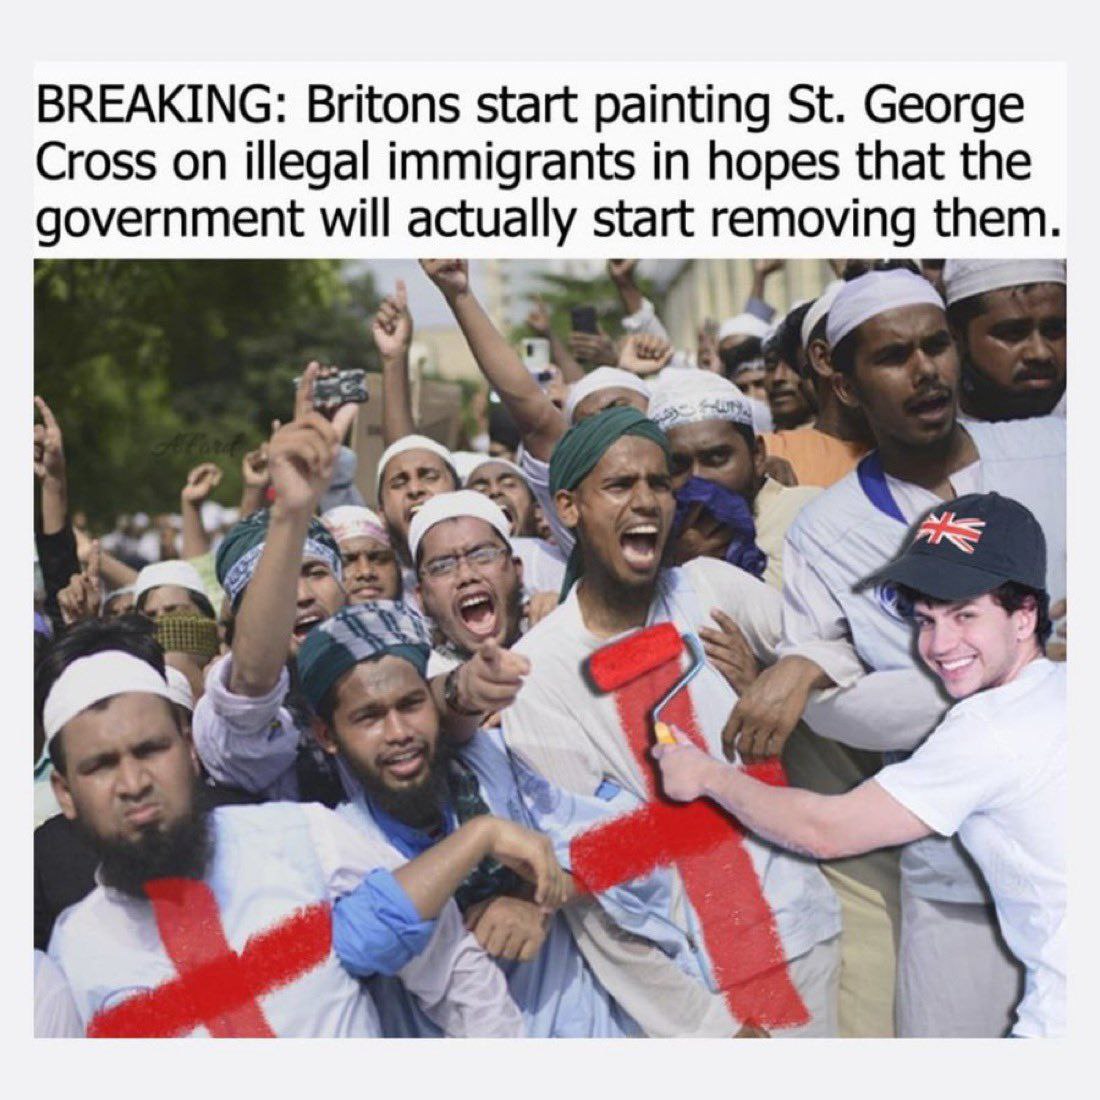 BREAKING: Britons start painting St. George
Cross on illegal immigrants in hopes that the
government will actually start removing them.